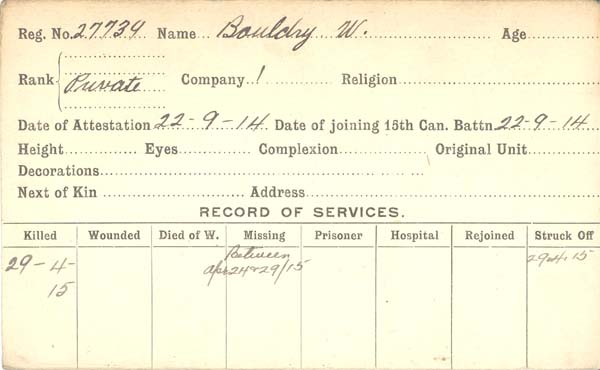 Reg. No. 27734 Name Bouldry W. Age
Rank Private Company 1 Religion
Date of Attestation 22-9-14 Date of joining 15th Can. Battn. 22-9-14
Height Eyes Complexion Original Unit
Decorations
Next of Kin Address
RECORD OF SERVICES.
Killed Wounded Died of W. Missing Prisoner Hospital Rejoined Struck Off
29-4-15 Between Apr 24 & 29/15 29.4.15